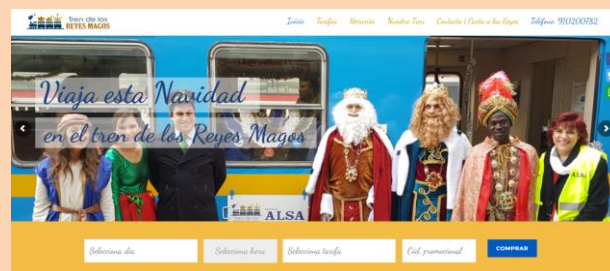 Tren de los
REYES MAGOS
Inicio Tarifas Horarios Nuestro Tren Contacto | Carta a los Reyes Teléfono: 910200782
Viaja esta Navidad
en el tren de los Reyes Magos
ALSA
Selecciona día Selecciona hora Selecciona tarifa Cód. promocional COMPRAR